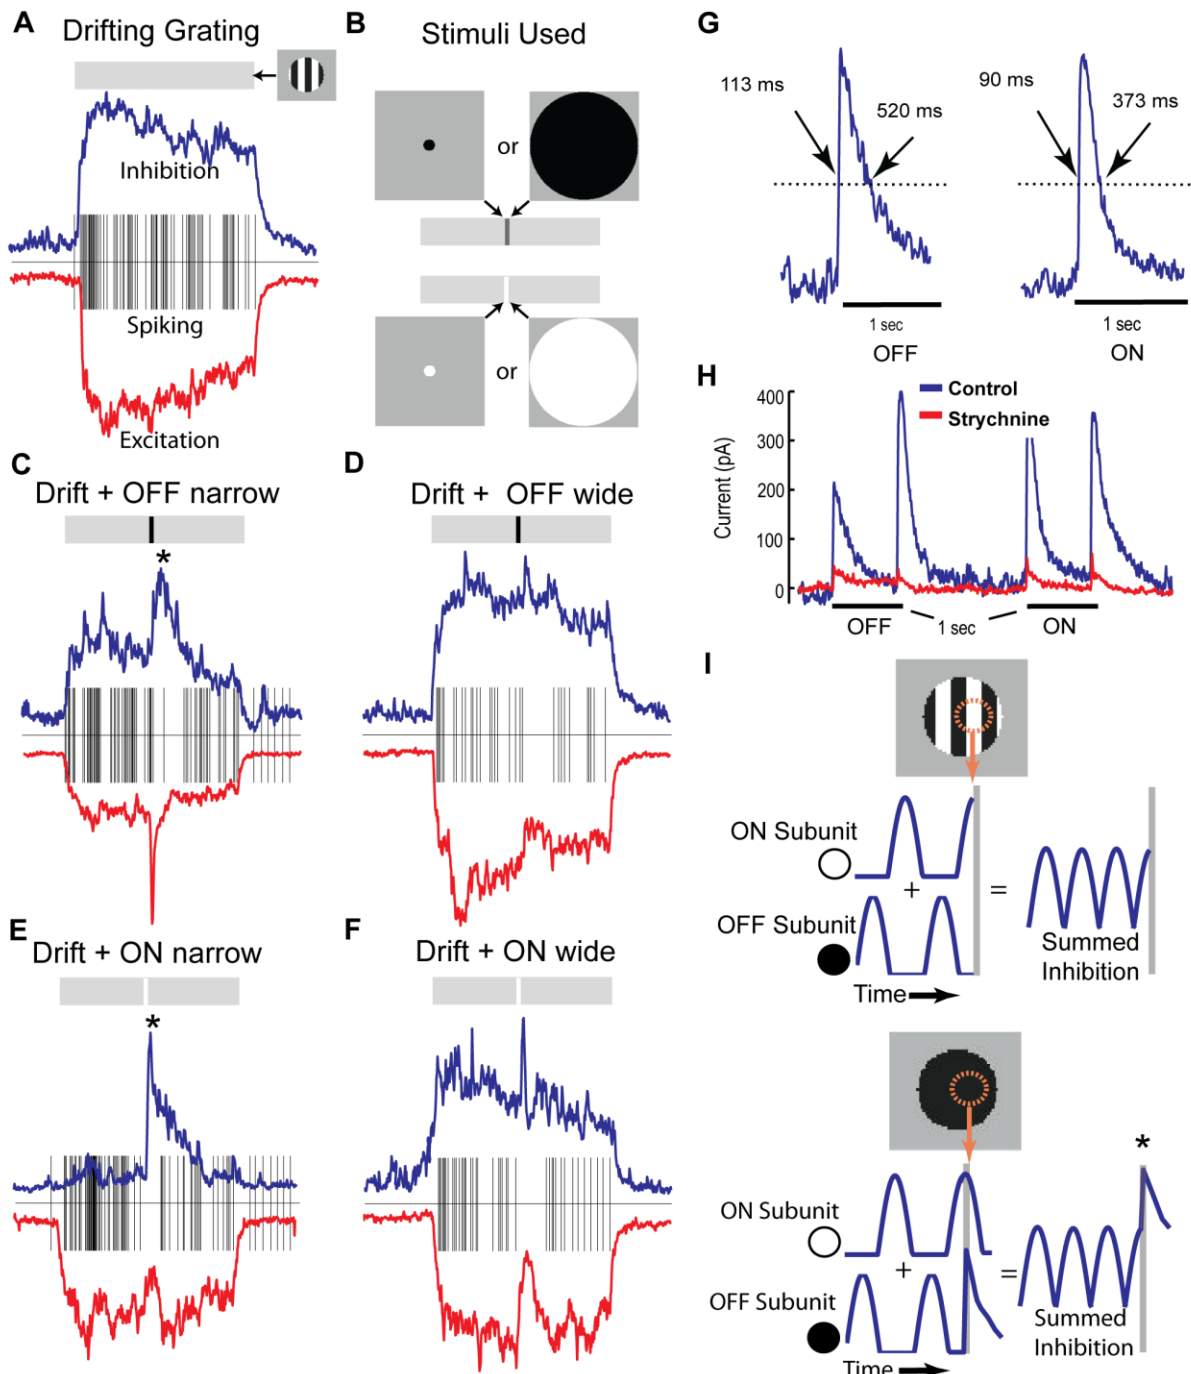 A
Drifting Grating
Inhibition
Spiking
Excitation
B
Stimuli Used
or
or
C
Drift + OFF narrow
*
D
Drift + OFF wide
E
Drift + ON narrow
*
F
Drift + ON wide
G
113 ms
520 ms
90 ms
373 ms
1 sec
OFF
1 sec
ON
H
Control
Strychnine
Current (pA)
400
300
200
100
0
OFF
1 sec
ON
I
ON Subunit
+
=
OFF Subunit
Summed
Inhibition
Time
*
ON Subunit
+
=
OFF Subunit
Summed
Inhibition
Time